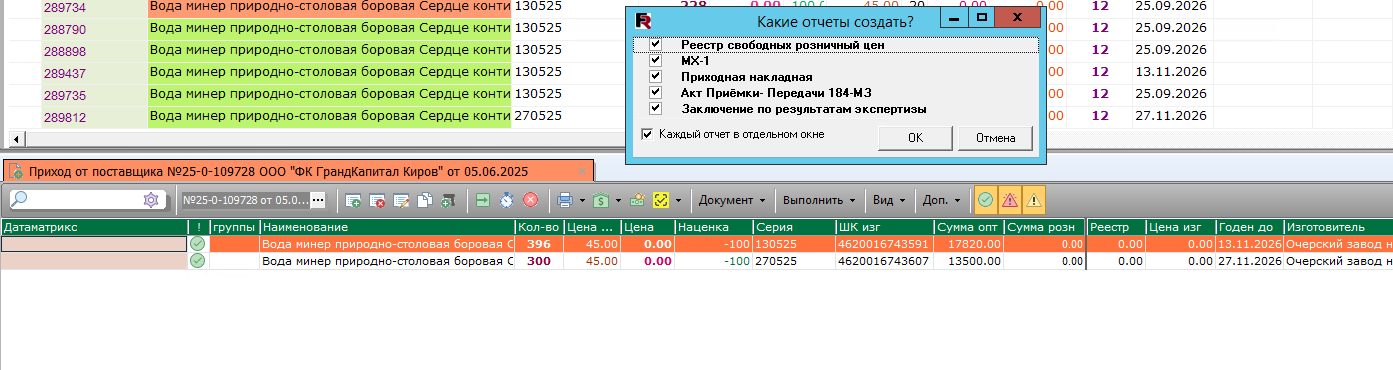 289734 Вода минер природно-столовая боровая Сердце конти 130525 228 0.00 45.00 20 0.00 0.00 12 25.09.2026
288790 Вода минер природно-столовая боровая Сердце конти 130525 12 25.09.2026
288898 Вода минер природно-столовая боровая Сердце конти 130525 12 25.09.2026
289437 Вода минер природно-столовая боровая Сердце конти 130525 12 13.11.2026
289735 Вода минер природно-столовая боровая Сердце конти 130525 12 25.09.2026
289812 Вода минер природно-столовая боровая Сердце конти 270525 12 27.11.2026
Какие отчеты создать?
Реестр свободных розничный цен
МХ-1
Приходная накладная
Акт Приёмки- Передачи 184-МЗ
Заключение по результатам экспертизы
Каждый отчет в отдельном окне OK Отмена
Приход от поставщика №25-0-109728 ООО "ФК ГрандКапитал Киров" от 05.06.2025
№25-0-109728 от 05.0... Документ Выполнить Вид Доп.
Датаматрикс ! группы Наименование Кол-во Цена ... Цена Наценка Серия ШК изг Сумма опт Сумма розн Реестр Цена изг Годен до Изготовитель
Вода минер природно-столовая боровая С 396 45.00 0.00 -100 130525 4620016743591 17820.00 0.00 0.00 0.00 13.11.2026 Очерский завод н
Вода минер природно-столовая боровая С 300 45.00 0.00 -100 270525 4620016743607 13500.00 0.00 0.00 0.00 27.11.2026 Очерский завод н